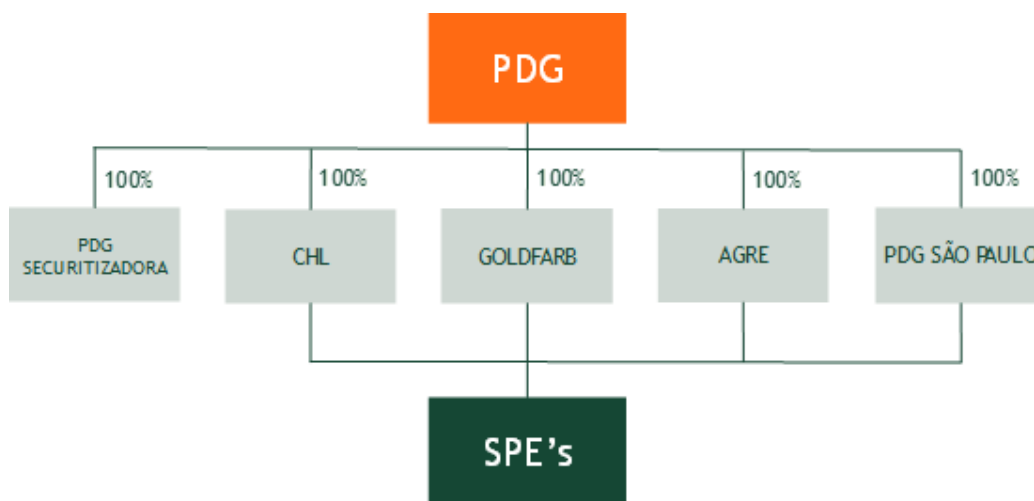 PDG
100%
100%
100%
100%
100%
PDG
SECURITIZADORA
CHL
GOLDFARB
AGRE
PDG SÃO PAULO
SPE's